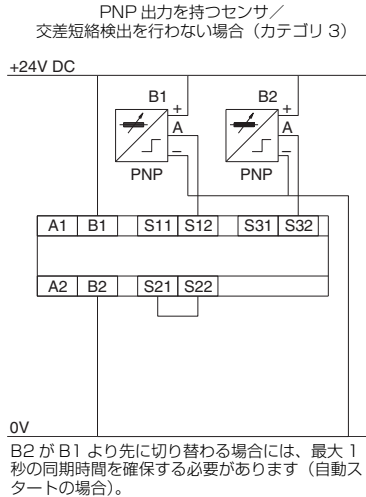 PNP 出力を持つセンサ／
交差短絡検出を行わない場合（カテゴリ 3）
+24V DC
B1 B2
+ +
A A
– –
PNP PNP
A1 B1 S11 S12 S31 S32
A2 B2 S21 S22
0V
B2 が B1 より先に切り替わる場合には、最大 1
秒の同期時間を確保する必要があります（自動ス
タートの場合）。